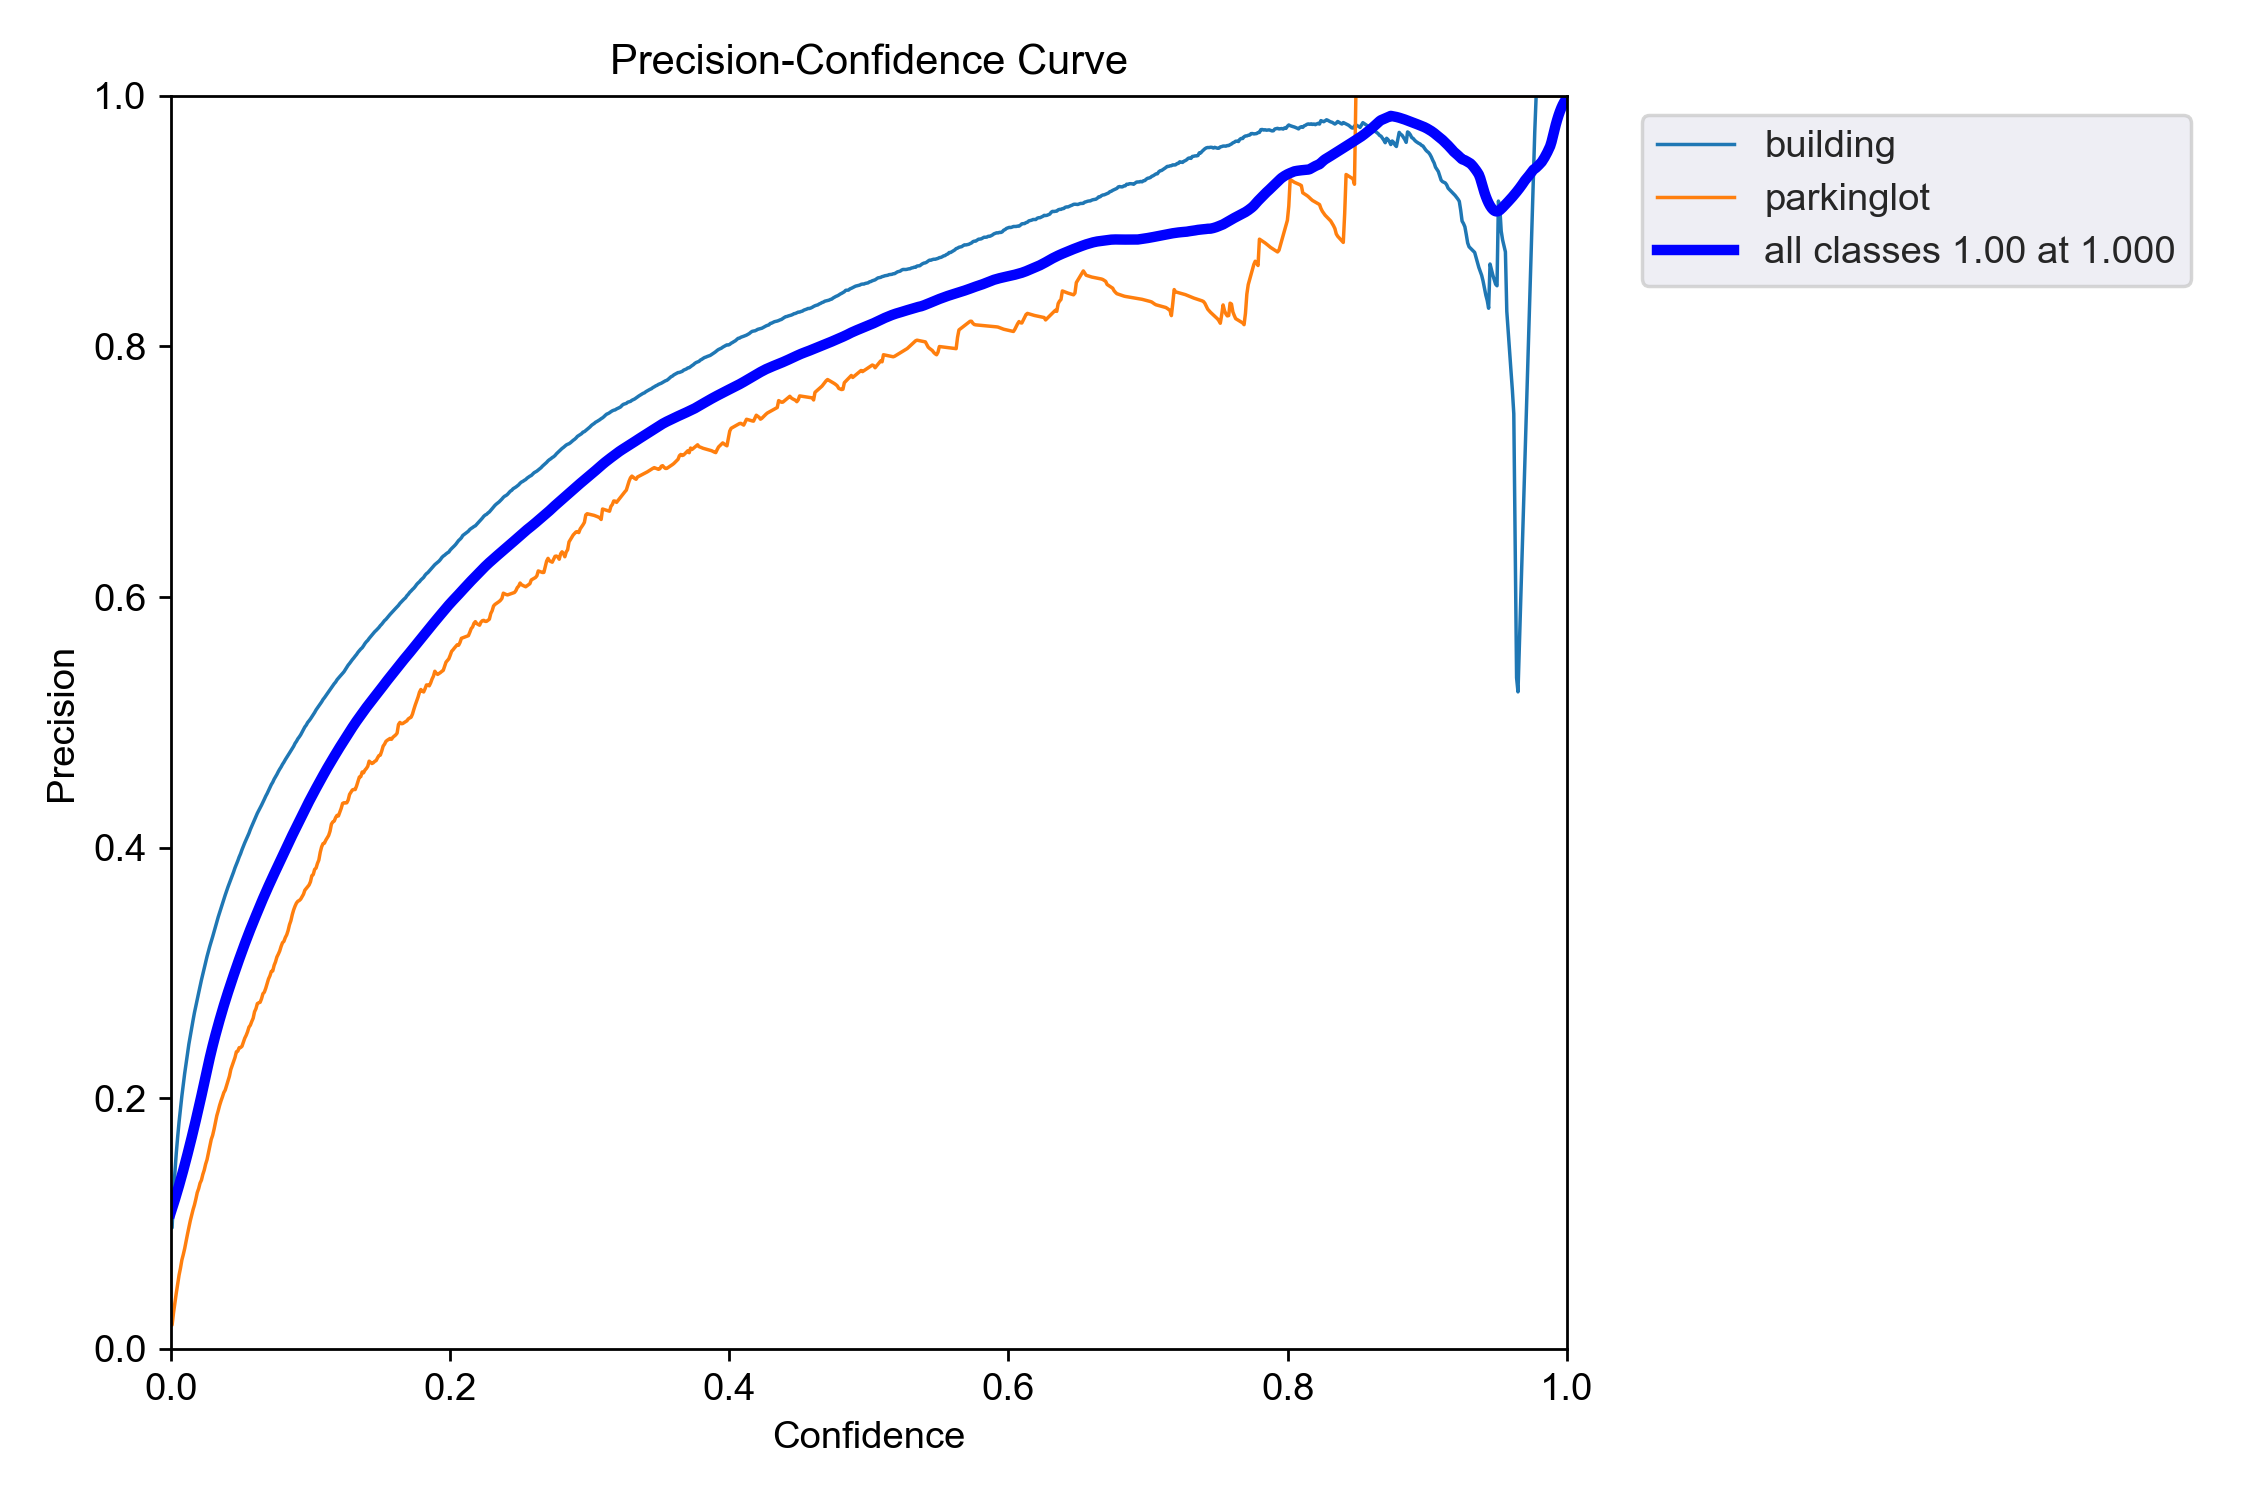 Precision-Confidence Curve
1.0
0.8
0.6
0.4
0.2
0.0
Precision
0.0 0.2 0.4 0.6 0.8 1.0
Confidence
building
parkinglot
all classes 1.00 at 1.000